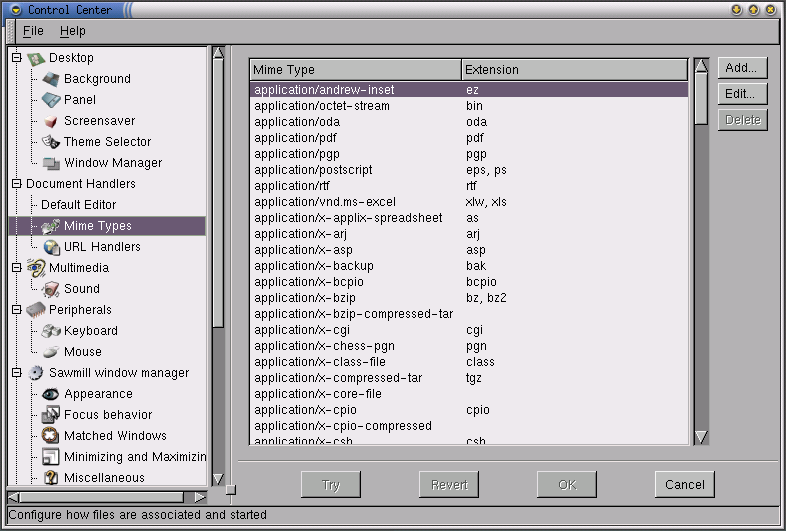 Control Center
File Help
Desktop
Background
Panel
Screensaver
Theme Selector
Window Manager
Document Handlers
Default Editor
Mime Types
URL Handlers
Multimedia
Sound
Peripherals
Keyboard
Mouse
Sawmill window manager
Appearance
Focus behavior
Matched Windows
Minimizing and Maximizin
Miscellaneous
Mime Type Extension
application/andrew-inset ez
application/octet-stream bin
application/oda oda
application/pdf pdf
application/pgp pgp
application/postscript eps, ps
application/rtf rtf
application/vnd.ms-excel xlw, xls
application/x-applix-spreadsheet as
application/x-arj arj
application/x-asp asp
application/x-backup bak
application/x-bcpio bcpio
application/x-bzip bz, bz2
application/x-bzip-compressed-tar
application/x-cgi cgi
application/x-chess-pgn pgn
application/x-class-file class
application/x-compressed-tar tgz
application/x-core-file
application/x-cpio cpio
application/x-cpio-compressed
application/x-csh csh
Add...
Edit...
Delete
Try Revert OK Cancel
Configure how files are associated and started